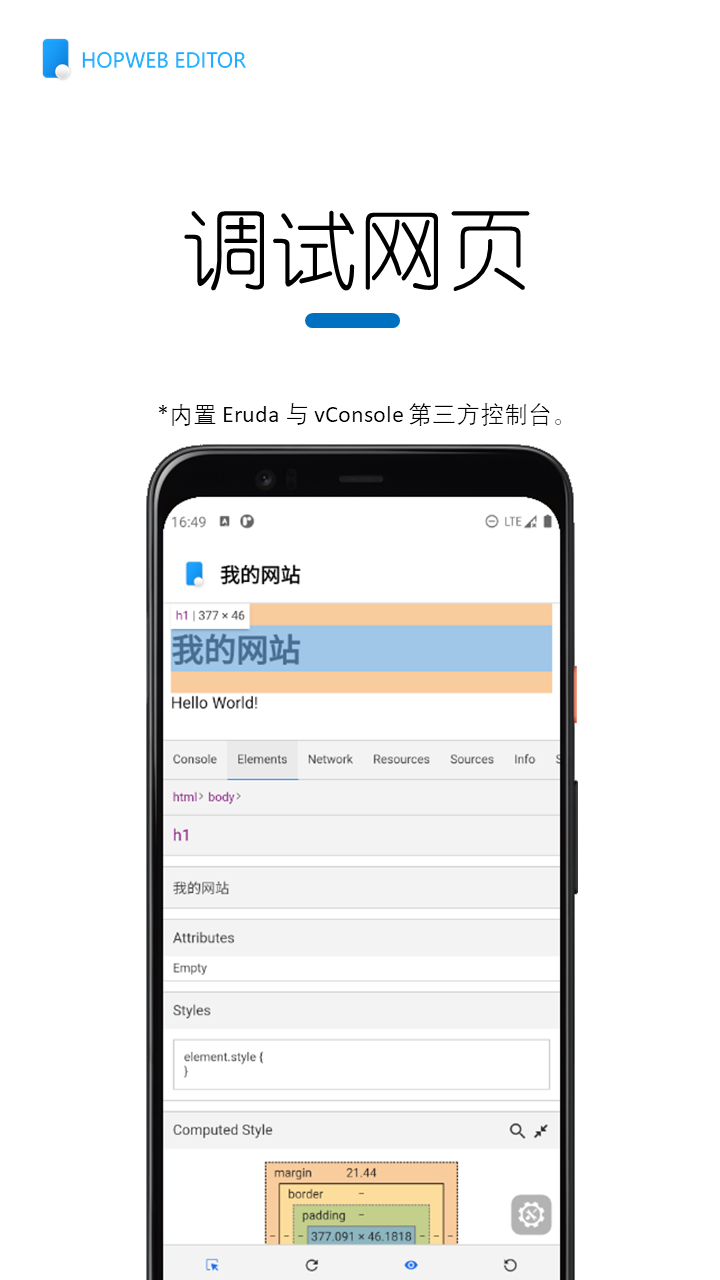 HOPWEB EDITOR
调试网页
*内置 Eruda 与 vConsole 第三方控制台。
16:49 LTE
我的网站
h1 | 377 × 46
我的网站
Hello World!
Console Elements Network Resources Sources Info S
html> body>
h1
我的网站
Attributes
Empty
Styles
element.style {
}
Computed Style
margin 21.44
border –
padding –
– – – 377.091 × 46.1818 – – –